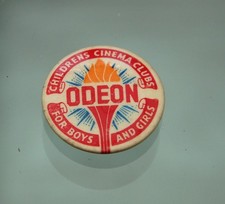 CHILDRENS CINEMA CLUBS
ODEON
FOR BOYS
AND GIRLS